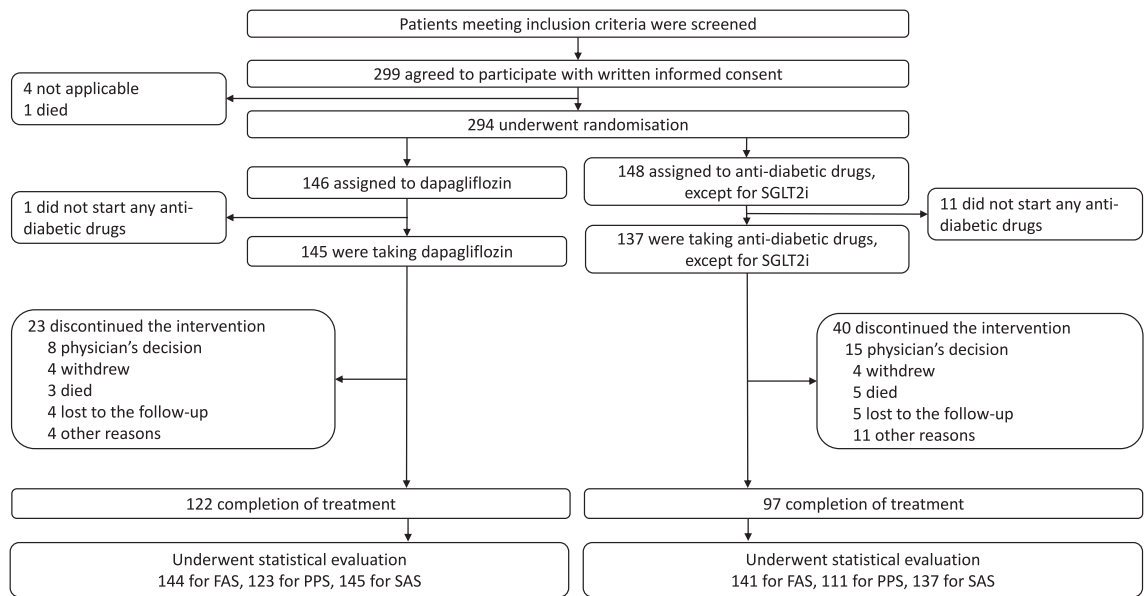 Patients meeting inclusion criteria were screened
299 agreed to participate with written informed consent
4 not applicable
1 died
294 underwent randomisation
146 assigned to dapagliflozin
148 assigned to anti-diabetic drugs,
except for SGLT2i
1 did not start any anti-
diabetic drugs
11 did not start any anti-
diabetic drugs
145 were taking dapagliflozin
137 were taking anti-diabetic drugs,
except for SGLT2i
23 discontinued the intervention
8 physician's decision
4 withdrew
3 died
4 lost to the follow-up
4 other reasons
40 discontinued the intervention
15 physician's decision
4 withdrew
5 died
5 lost to the follow-up
11 other reasons
122 completion of treatment
97 completion of treatment
Underwent statistical evaluation
144 for FAS, 123 for PPS, 145 for SAS
Underwent statistical evaluation
141 for FAS, 111 for PPS, 137 for SAS